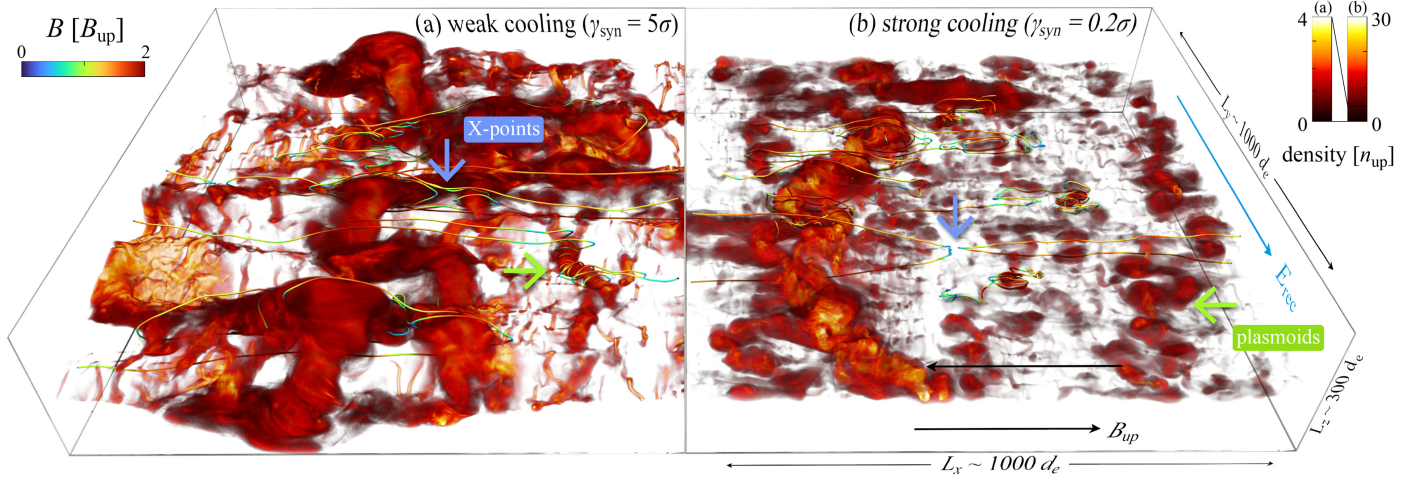 B [B_up]
0 2
(a) weak cooling (γ_syn = 5σ)
(b) strong cooling (γ_syn = 0.2σ)
(a) (b)
4 30
0 0
density [n_up]
X-points
L_y ~ 1000 d_e
E_rec
plasmoids
L_z ~ 300 d_e
B_up
L_x ~ 1000 d_e